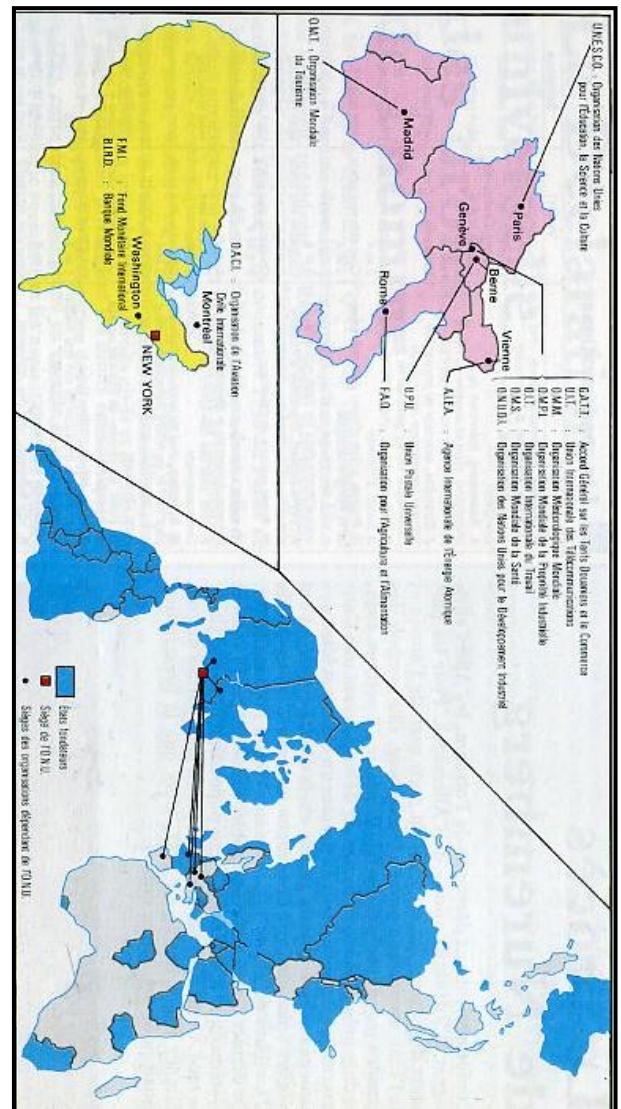 U.N.E.S.C.O. : Organisation des Nations Unies
pour l'Éducation, la Science et la Culture
O.M.T. : Organisation Mondiale
du Tourisme
Paris
Madrid
Genève
Berne
Vienne
Rome
G.A.T.T. : Accord Général sur les Tarifs Douaniers et le Commerce
U.I.T. : Union Internationale des Télécommunications
O.M.M. : Organisation Météorologique Mondiale
O.M.P.I. : Organisation Mondiale de la Propriété Industrielle
O.I.T. : Organisation Internationale du Travail
O.M.S. : Organisation Mondiale de la Santé
O.N.U.D.I. : Organisation des Nations Unies pour le Développement Industriel
A.I.E.A. : Agence Internationale de l'Énergie Atomique
U.P.U. : Union Postale Universelle
F.A.O. : Organisation pour l'Agriculture et l'Alimentation
O.A.C.I. : Organisation de l'Aviation
Civile Internationale
Montréal
NEW YORK
Washington
F.M.I. : Fond Monétaire International
B.I.R.D. : Banque Mondiale
États fondateurs
Siège de l'O.N.U.
Sièges des organisations dépendant de l'O.N.U.